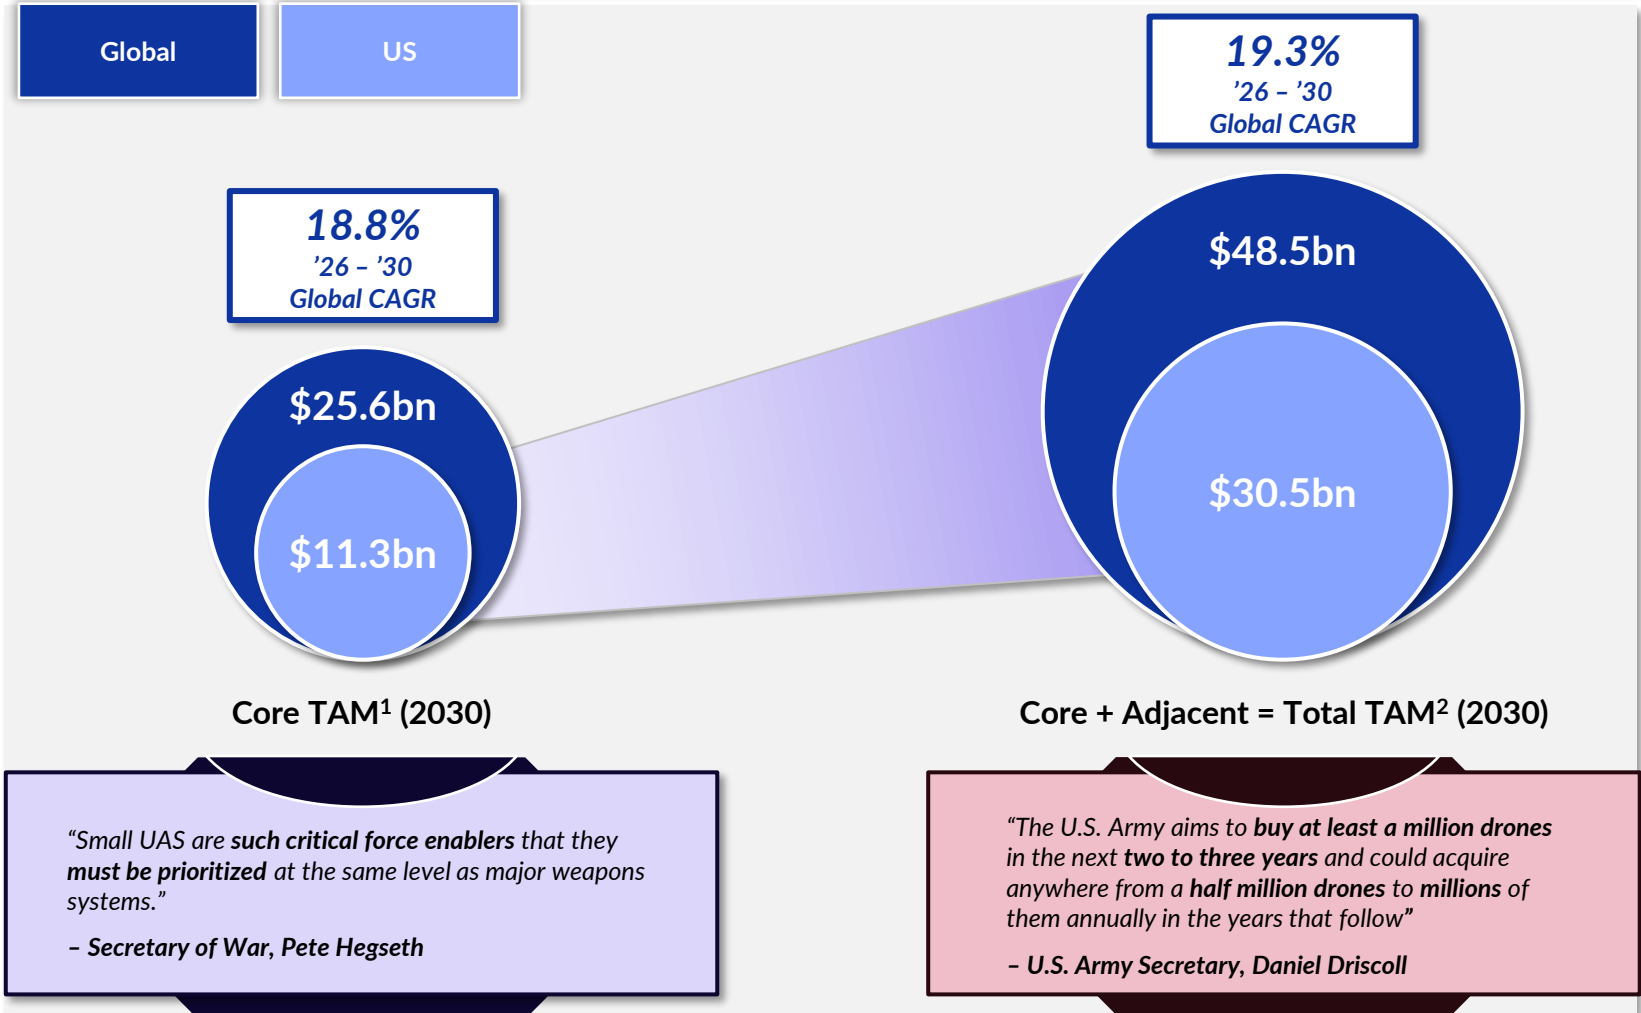 Global
US
19.3%
’26 – ’30
Global CAGR
18.8%
’26 – ’30
Global CAGR
$48.5bn
$25.6bn
$30.5bn
$11.3bn
Core TAM¹ (2030)
Core + Adjacent = Total TAM² (2030)
“Small UAS are such critical force enablers that they
must be prioritized at the same level as major weapons
systems.”
– Secretary of War, Pete Hegseth
“The U.S. Army aims to buy at least a million drones
in the next two to three years and could acquire
anywhere from a half million drones to millions of
them annually in the years that follow”
– U.S. Army Secretary, Daniel Driscoll